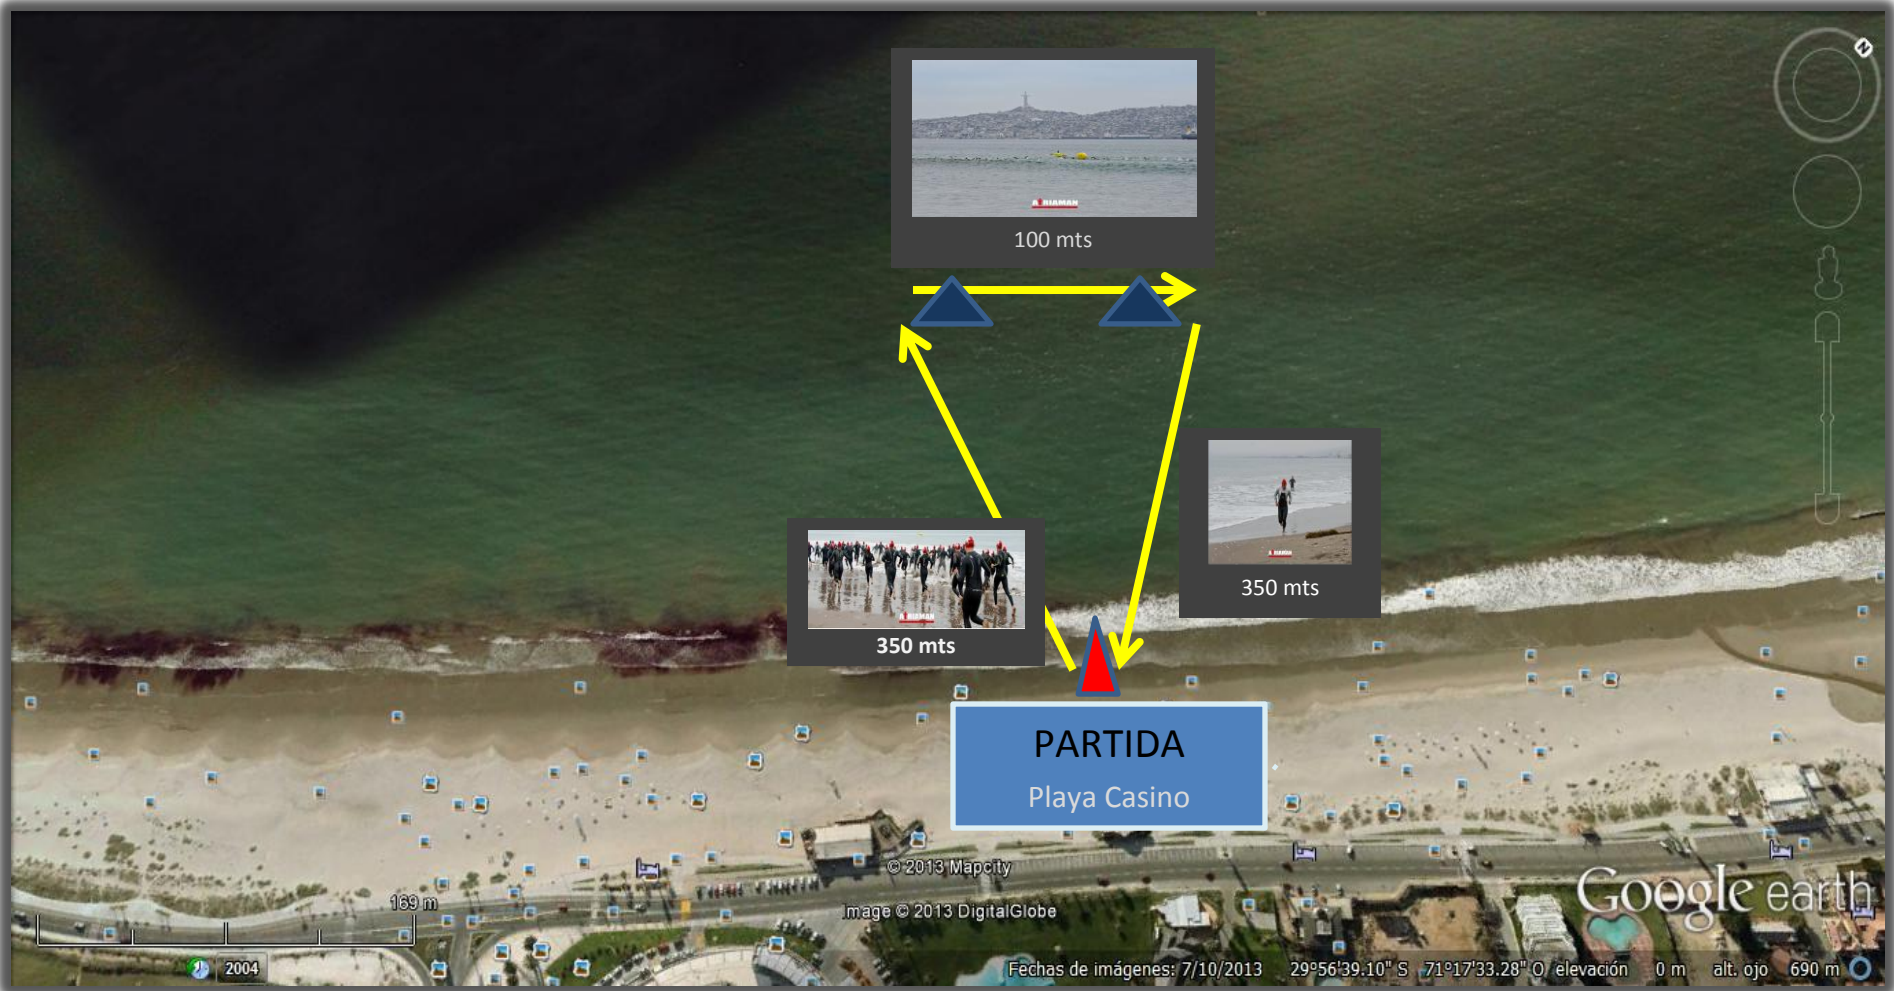 ATRIAMAN
100 mts
350 mts
350 mts
PARTIDA
Playa Casino
© 2013 Mapcity
Image © 2013 DigitalGlobe
Google earth
169 m
2004
Fechas de imágenes: 7/10/2013 29°56'39.10" S 71°17'33.28" O elevación 0 m alt. ojo 690 m
N